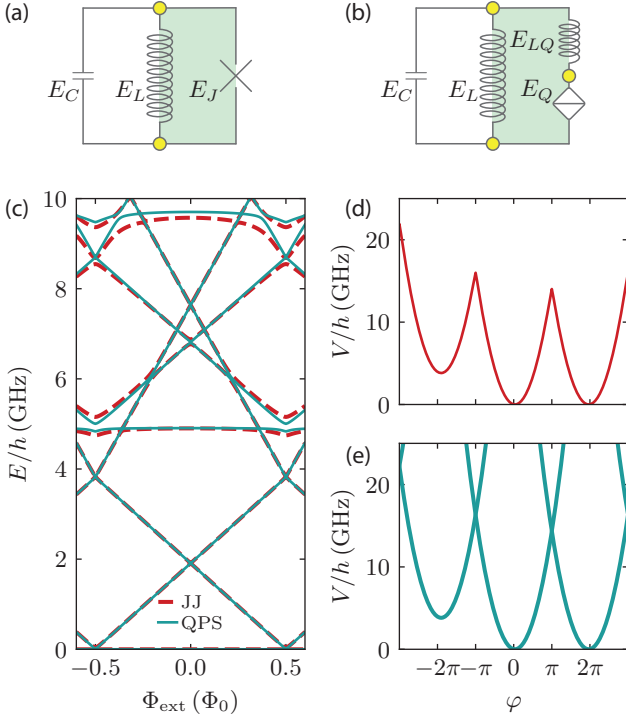 (a)
E_C
E_L
E_J
(b)
E_C
E_L
E_{LQ}
E_Q
(c)
E/h (GHz)
10
8
6
4
2
0
JJ
QPS
−0.5
0.0
0.5
Φ_ext (Φ_0)
(d)
V/h (GHz)
20
10
0
(e)
V/h (GHz)
20
10
0
−2π
−π
0
π
2π
φ